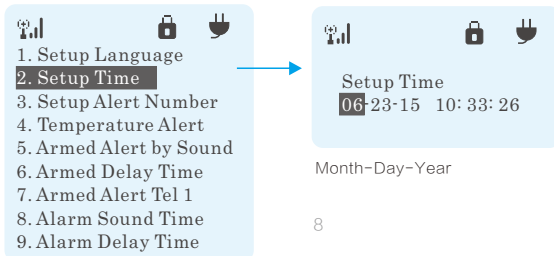 1. Setup Language
2. Setup Time
3. Setup Alert Number
4. Temperature Alert
5. Armed Alert by Sound
6. Armed Delay Time
7. Armed Alert Tel 1
8. Alarm Sound Time
9. Alarm Delay Time
Setup Time
06-23-15 10: 33: 26
Month-Day-Year
8